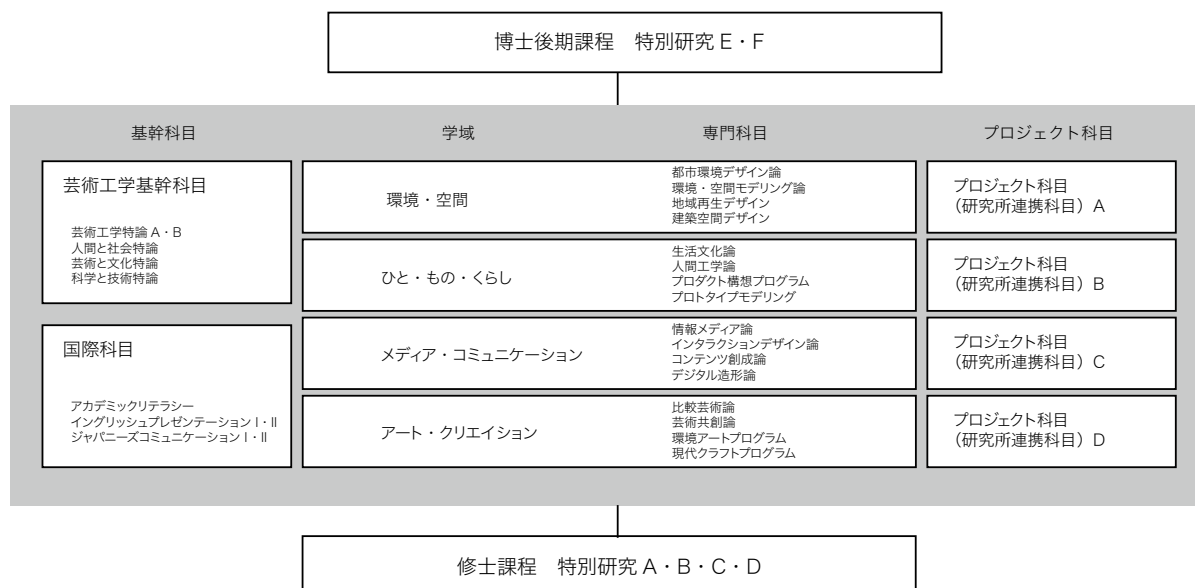 博士後期課程　特別研究 E・F
基幹科目
学域
専門科目
プロジェクト科目
芸術工学基幹科目
芸術工学特論 A・B
人間と社会特論
芸術と文化特論
科学と技術特論
国際科目
アカデミックリテラシー
イングリッシュプレゼンテーション I・II
ジャパニーズコミュニケーション I・II
環境・空間
都市環境デザイン論
環境・空間モデリング論
地域再生デザイン
建築空間デザイン
プロジェクト科目
（研究所連携科目）A
ひと・もの・くらし
生活文化論
人間工学論
プロダクト構想プログラム
プロトタイプモデリング
プロジェクト科目
（研究所連携科目）B
メディア・コミュニケーション
情報メディア論
インタラクションデザイン論
コンテンツ創成論
デジタル造形論
プロジェクト科目
（研究所連携科目）C
アート・クリエイション
比較芸術論
芸術共創論
環境アートプログラム
現代クラフトプログラム
プロジェクト科目
（研究所連携科目）D
修士課程　特別研究 A・B・C・D